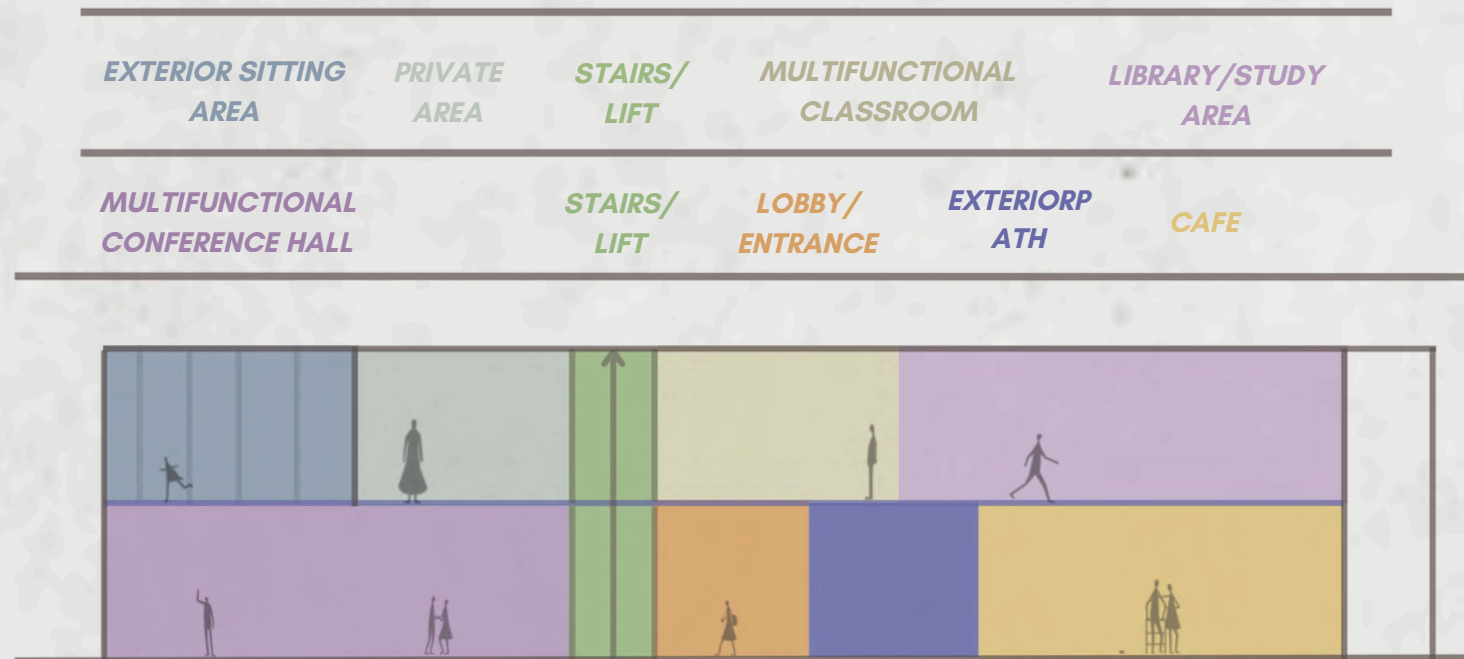 EXTERIOR SITTING
AREA
PRIVATE
AREA
STAIRS/
LIFT
MULTIFUNCTIONAL
CLASSROOM
LIBRARY/STUDY
AREA
MULTIFUNCTIONAL
CONFERENCE HALL
STAIRS/
LIFT
LOBBY/
ENTRANCE
EXTERIORP
ATH
CAFE